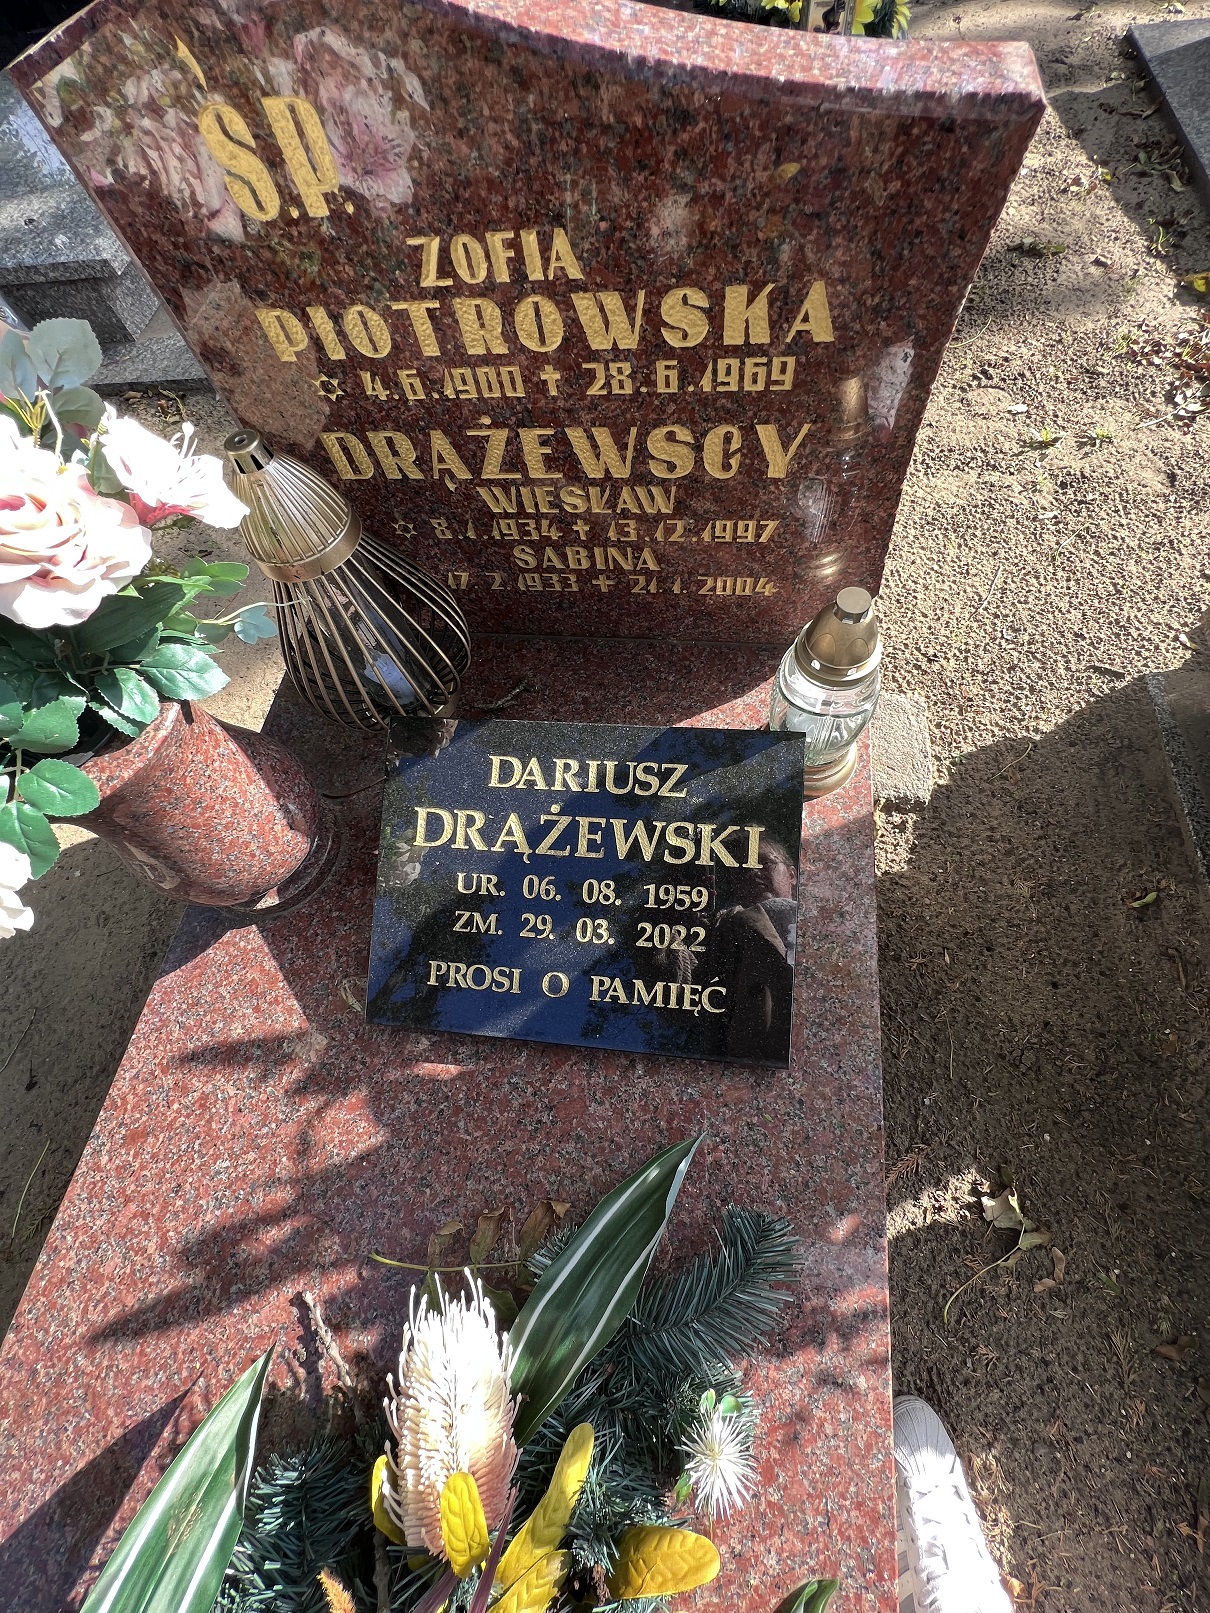 Ś.P.
ZOFIA
PIOTROWSKA
✡ 4.6.1900 ✝ 28.6.1969
DRĄŻEWSCY
WIESŁAW
✡ 8.1.1934 ✝ 13.12.1997
SABINA
17.2.1933 ✝ 21.1.2004
DARIUSZ
DRĄŻEWSKI
UR. 06. 08. 1959
ZM. 29. 03. 2022
PROSI O PAMIĘĆ